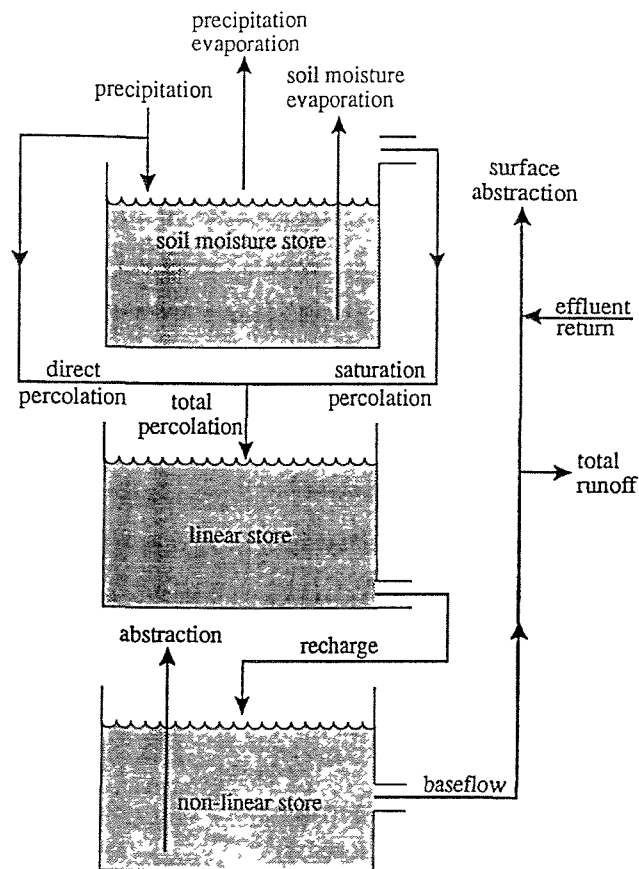 precipitation
evaporation
precipitation
soil moisture
evaporation
surface
abstraction
soil moisture store
effluent
return
direct
percolation
saturation
percolation
total
percolation
total
runoff
linear store
abstraction
recharge
baseflow
non-linear store